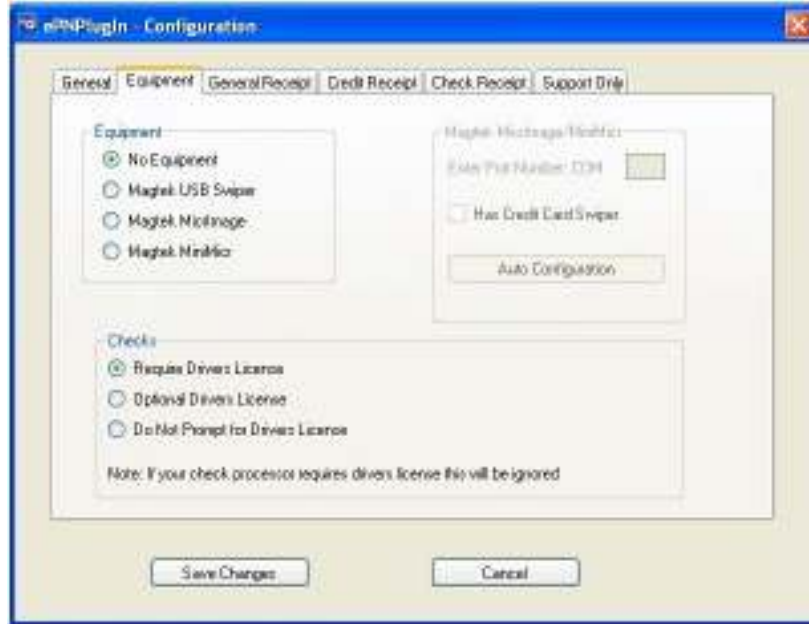 ePNPlugIn - Configuration
General Equipment General Receipt Credit Receipt Check Receipt Support Only
Equipment
No Equipment
Magtek USB Swiper
Magtek MicrImage
Magtek MiniMicr
Magtek MicrImage/MiniMicr
Enter Port Number: COM
Has Credit Card Swiper
Auto Configuration
Checks
Require Drivers License
Optional Drivers License
Do Not Prompt for Drivers License
Note: If your check processor requires drivers license this will be ignored
Save Changes Cancel